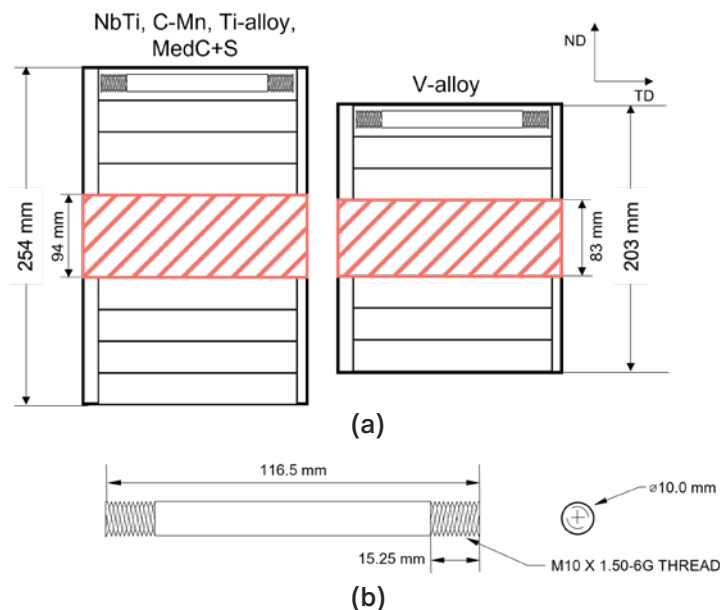 NbTi, C-Mn, Ti-alloy,
MedC+S
V-alloy
ND
TD
254 mm
94 mm
83 mm
203 mm
(a)
116.5 mm
⌀10.0 mm
15.25 mm
M10 X 1.50-6G THREAD
(b)